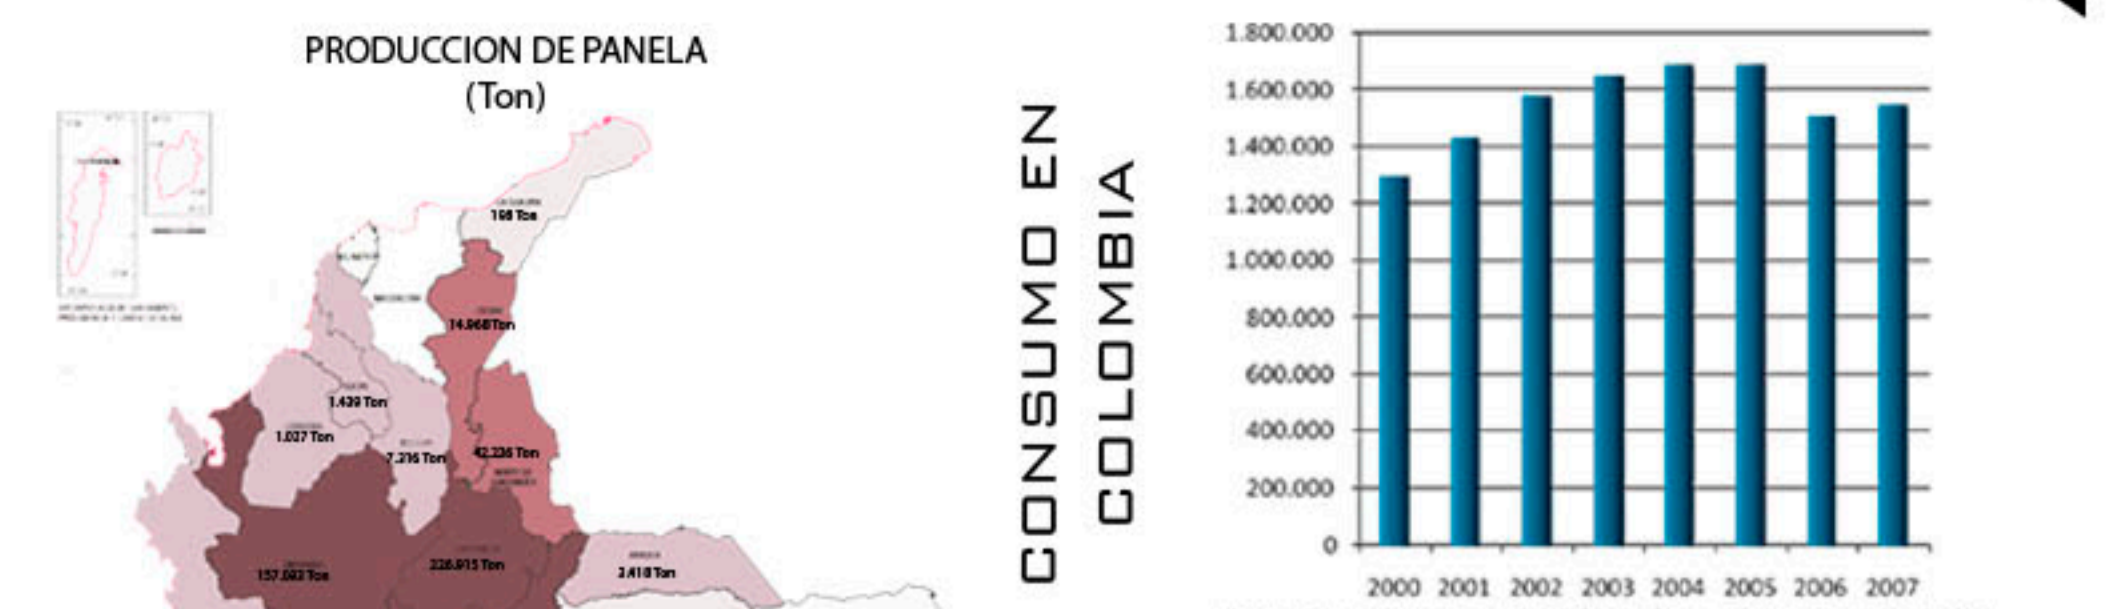 PRODUCCION DE PANELA
(Ton)
198 Ton
14.968 Ton
1.439 Ton
1.027 Ton
7.316 Ton
42.236 Ton
157.093 Ton
226.915 Ton
2.418 Ton
CONSUMO EN
COLOMBIA
1.800.000
1.600.000
1.400.000
1.200.000
1.000.000
800.000
600.000
400.000
200.000
0
2000 2001 2002 2003 2004 2005 2006 2007